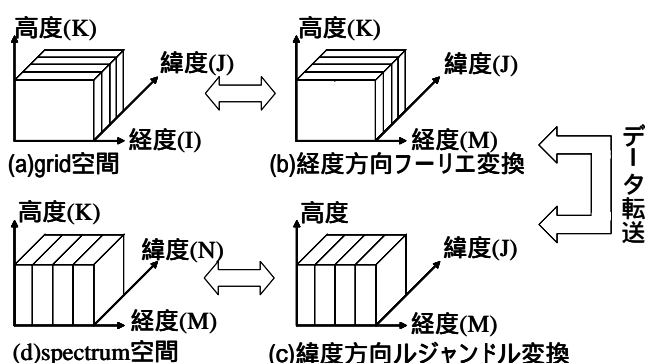 高度(K)
緯度(J)
経度(I)
(a)grid空間
高度(K)
緯度(J)
経度(M)
(b)経度方向フーリエ変換
データ転送
高度(K)
緯度(N)
経度(M)
(d)spectrum空間
高度
緯度(J)
経度(M)
(c)緯度方向ルジャンドル変換